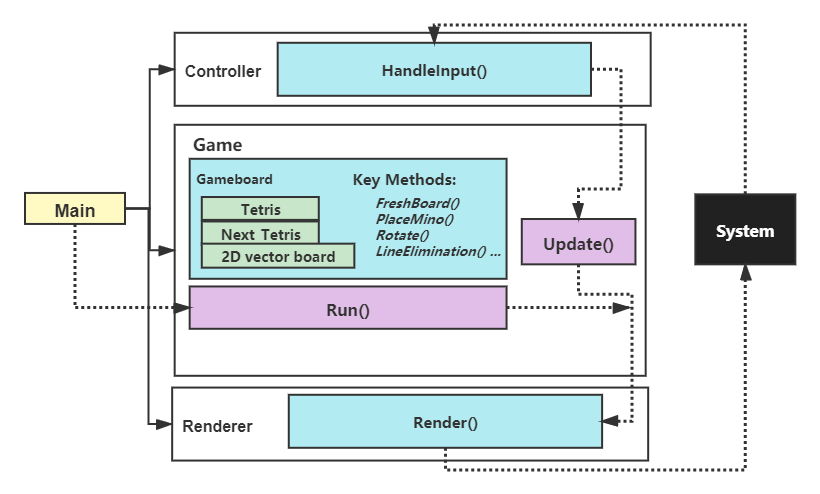 Controller
HandleInput()
Game
Gameboard
Tetris
Next Tetris
2D vector board
Key Methods:
FreshBoard()
PlaceMino()
Rotate()
LineElimination() ...
Main
Update()
System
Run()
Renderer
Render()